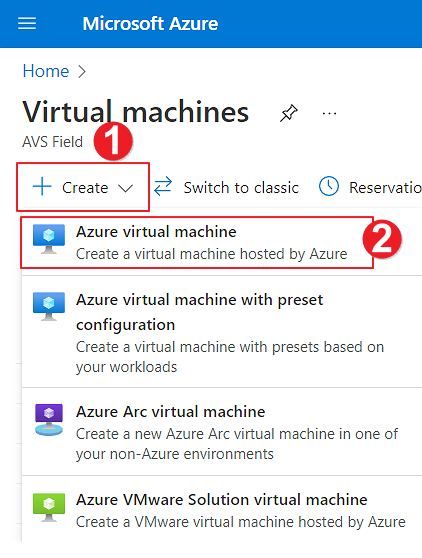 Microsoft Azure
Home >
Virtual machines ...
AVS Field 1
+ Create Switch to classic Reservatio
Azure virtual machine
Create a virtual machine hosted by Azure 2
Azure virtual machine with preset
configuration
Create a virtual machine with presets based on
your workloads
Azure Arc virtual machine
Create a new Azure Arc virtual machine in one of
your non-Azure environments
Azure VMware Solution virtual machine
Create a VMware virtual machine hosted by Azure